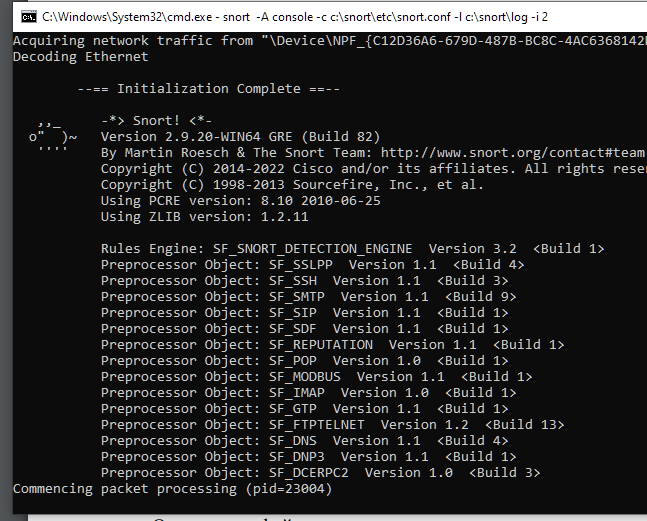 C:\Windows\System32\cmd.exe - snort -A console -c c:\snort\etc\snort.conf -l c:\snort\log -i 2
Acquiring network traffic from "\Device\NPF_{C12D36A6-679D-487B-BC8C-4AC6368142
Decoding Ethernet
--== Initialization Complete ==--
,,_ -*> Snort! <*-
o" )~ Version 2.9.20-WIN64 GRE (Build 82)
'''' By Martin Roesch & The Snort Team: http://www.snort.org/contact#team
Copyright (C) 2014-2022 Cisco and/or its affiliates. All rights rese
Copyright (C) 1998-2013 Sourcefire, Inc., et al.
Using PCRE version: 8.10 2010-06-25
Using ZLIB version: 1.2.11
Rules Engine: SF_SNORT_DETECTION_ENGINE Version 3.2 <Build 1>
Preprocessor Object: SF_SSLPP Version 1.1 <Build 4>
Preprocessor Object: SF_SSH Version 1.1 <Build 3>
Preprocessor Object: SF_SMTP Version 1.1 <Build 9>
Preprocessor Object: SF_SIP Version 1.1 <Build 1>
Preprocessor Object: SF_SDF Version 1.1 <Build 1>
Preprocessor Object: SF_REPUTATION Version 1.1 <Build 1>
Preprocessor Object: SF_POP Version 1.0 <Build 1>
Preprocessor Object: SF_MODBUS Version 1.1 <Build 1>
Preprocessor Object: SF_IMAP Version 1.0 <Build 1>
Preprocessor Object: SF_GTP Version 1.1 <Build 1>
Preprocessor Object: SF_FTPTELNET Version 1.2 <Build 13>
Preprocessor Object: SF_DNS Version 1.1 <Build 4>
Preprocessor Object: SF_DNP3 Version 1.1 <Build 1>
Preprocessor Object: SF_DCERPC2 Version 1.0 <Build 3>
Commencing packet processing (pid=23004)